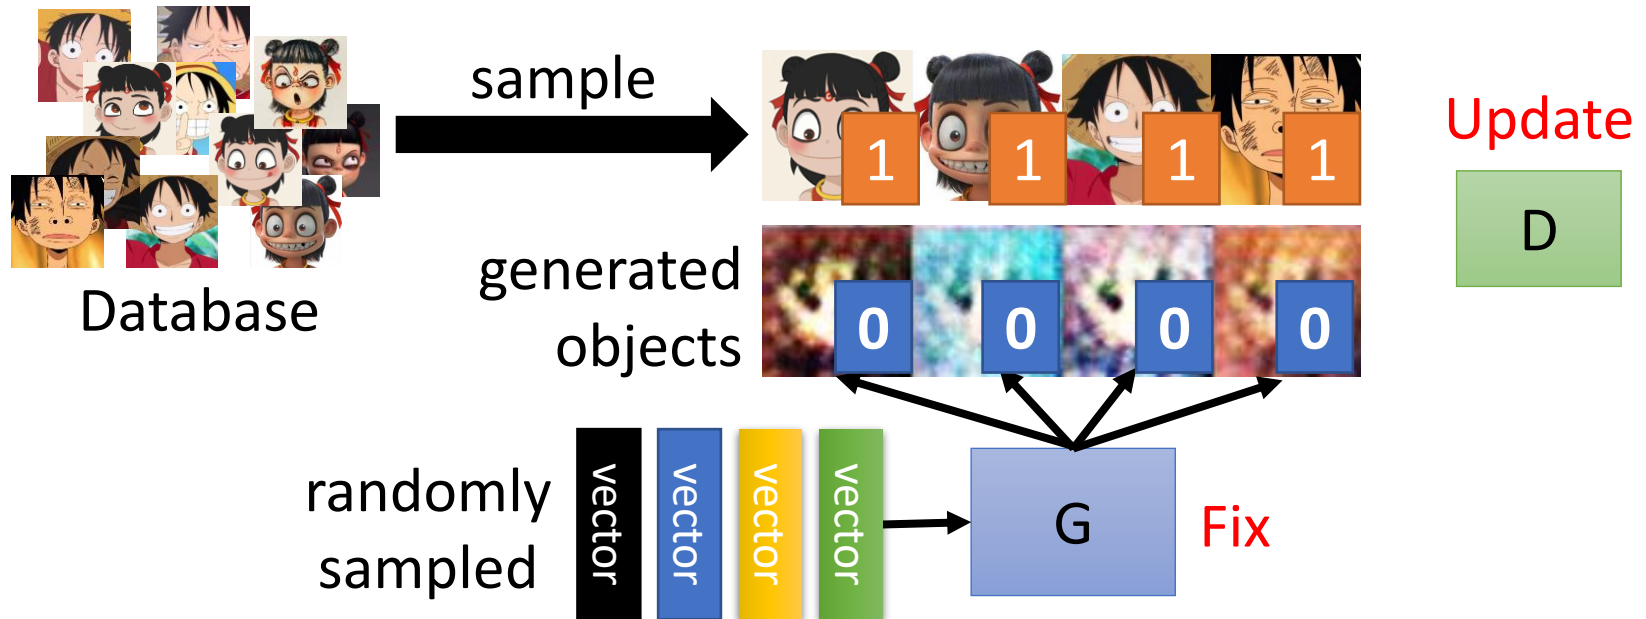 sample
Update
1 1 1 1
D
Database
generated
objects
0 0 0 0
randomly
sampled
vector
vector
vector
vector
G
Fix